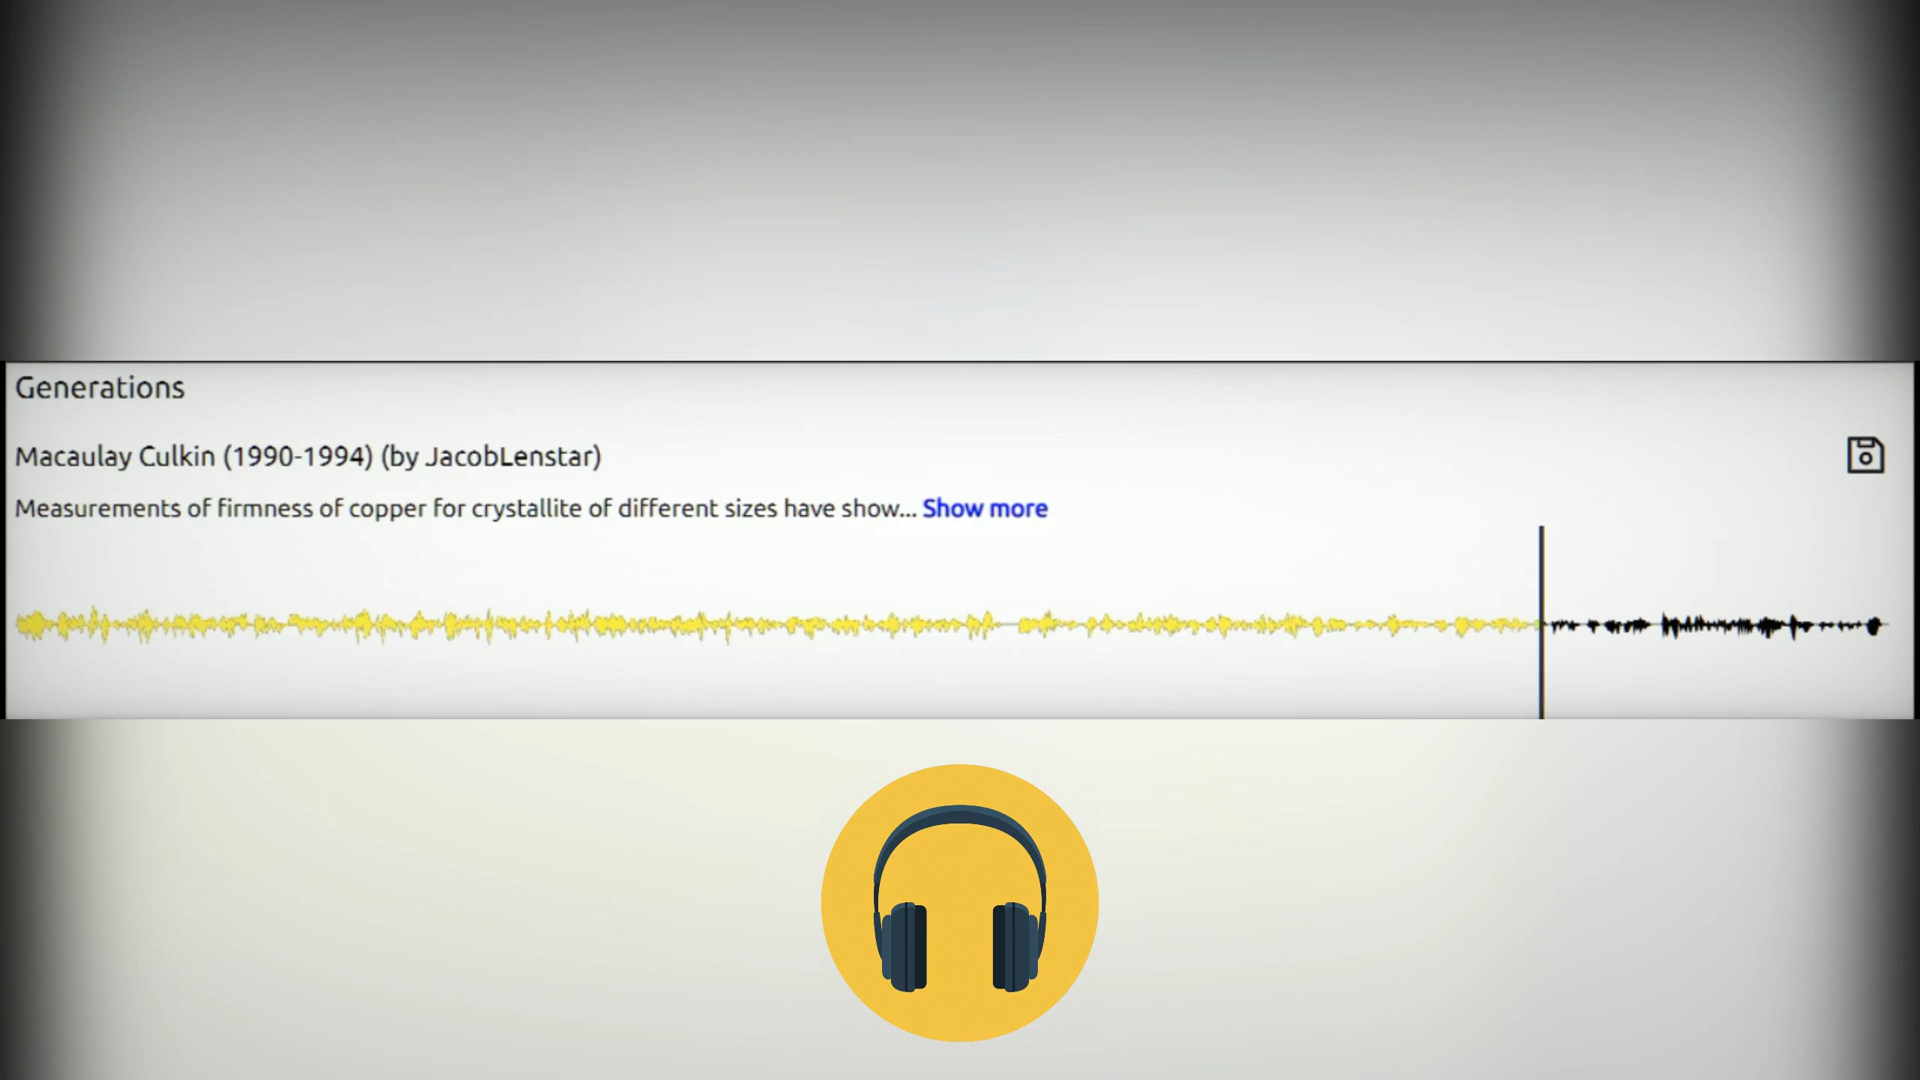 Generations
Macaulay Culkin (1990-1994) (by JacobLenstar)
Measurements of firmness of copper for crystallite of different sizes have show... Show more